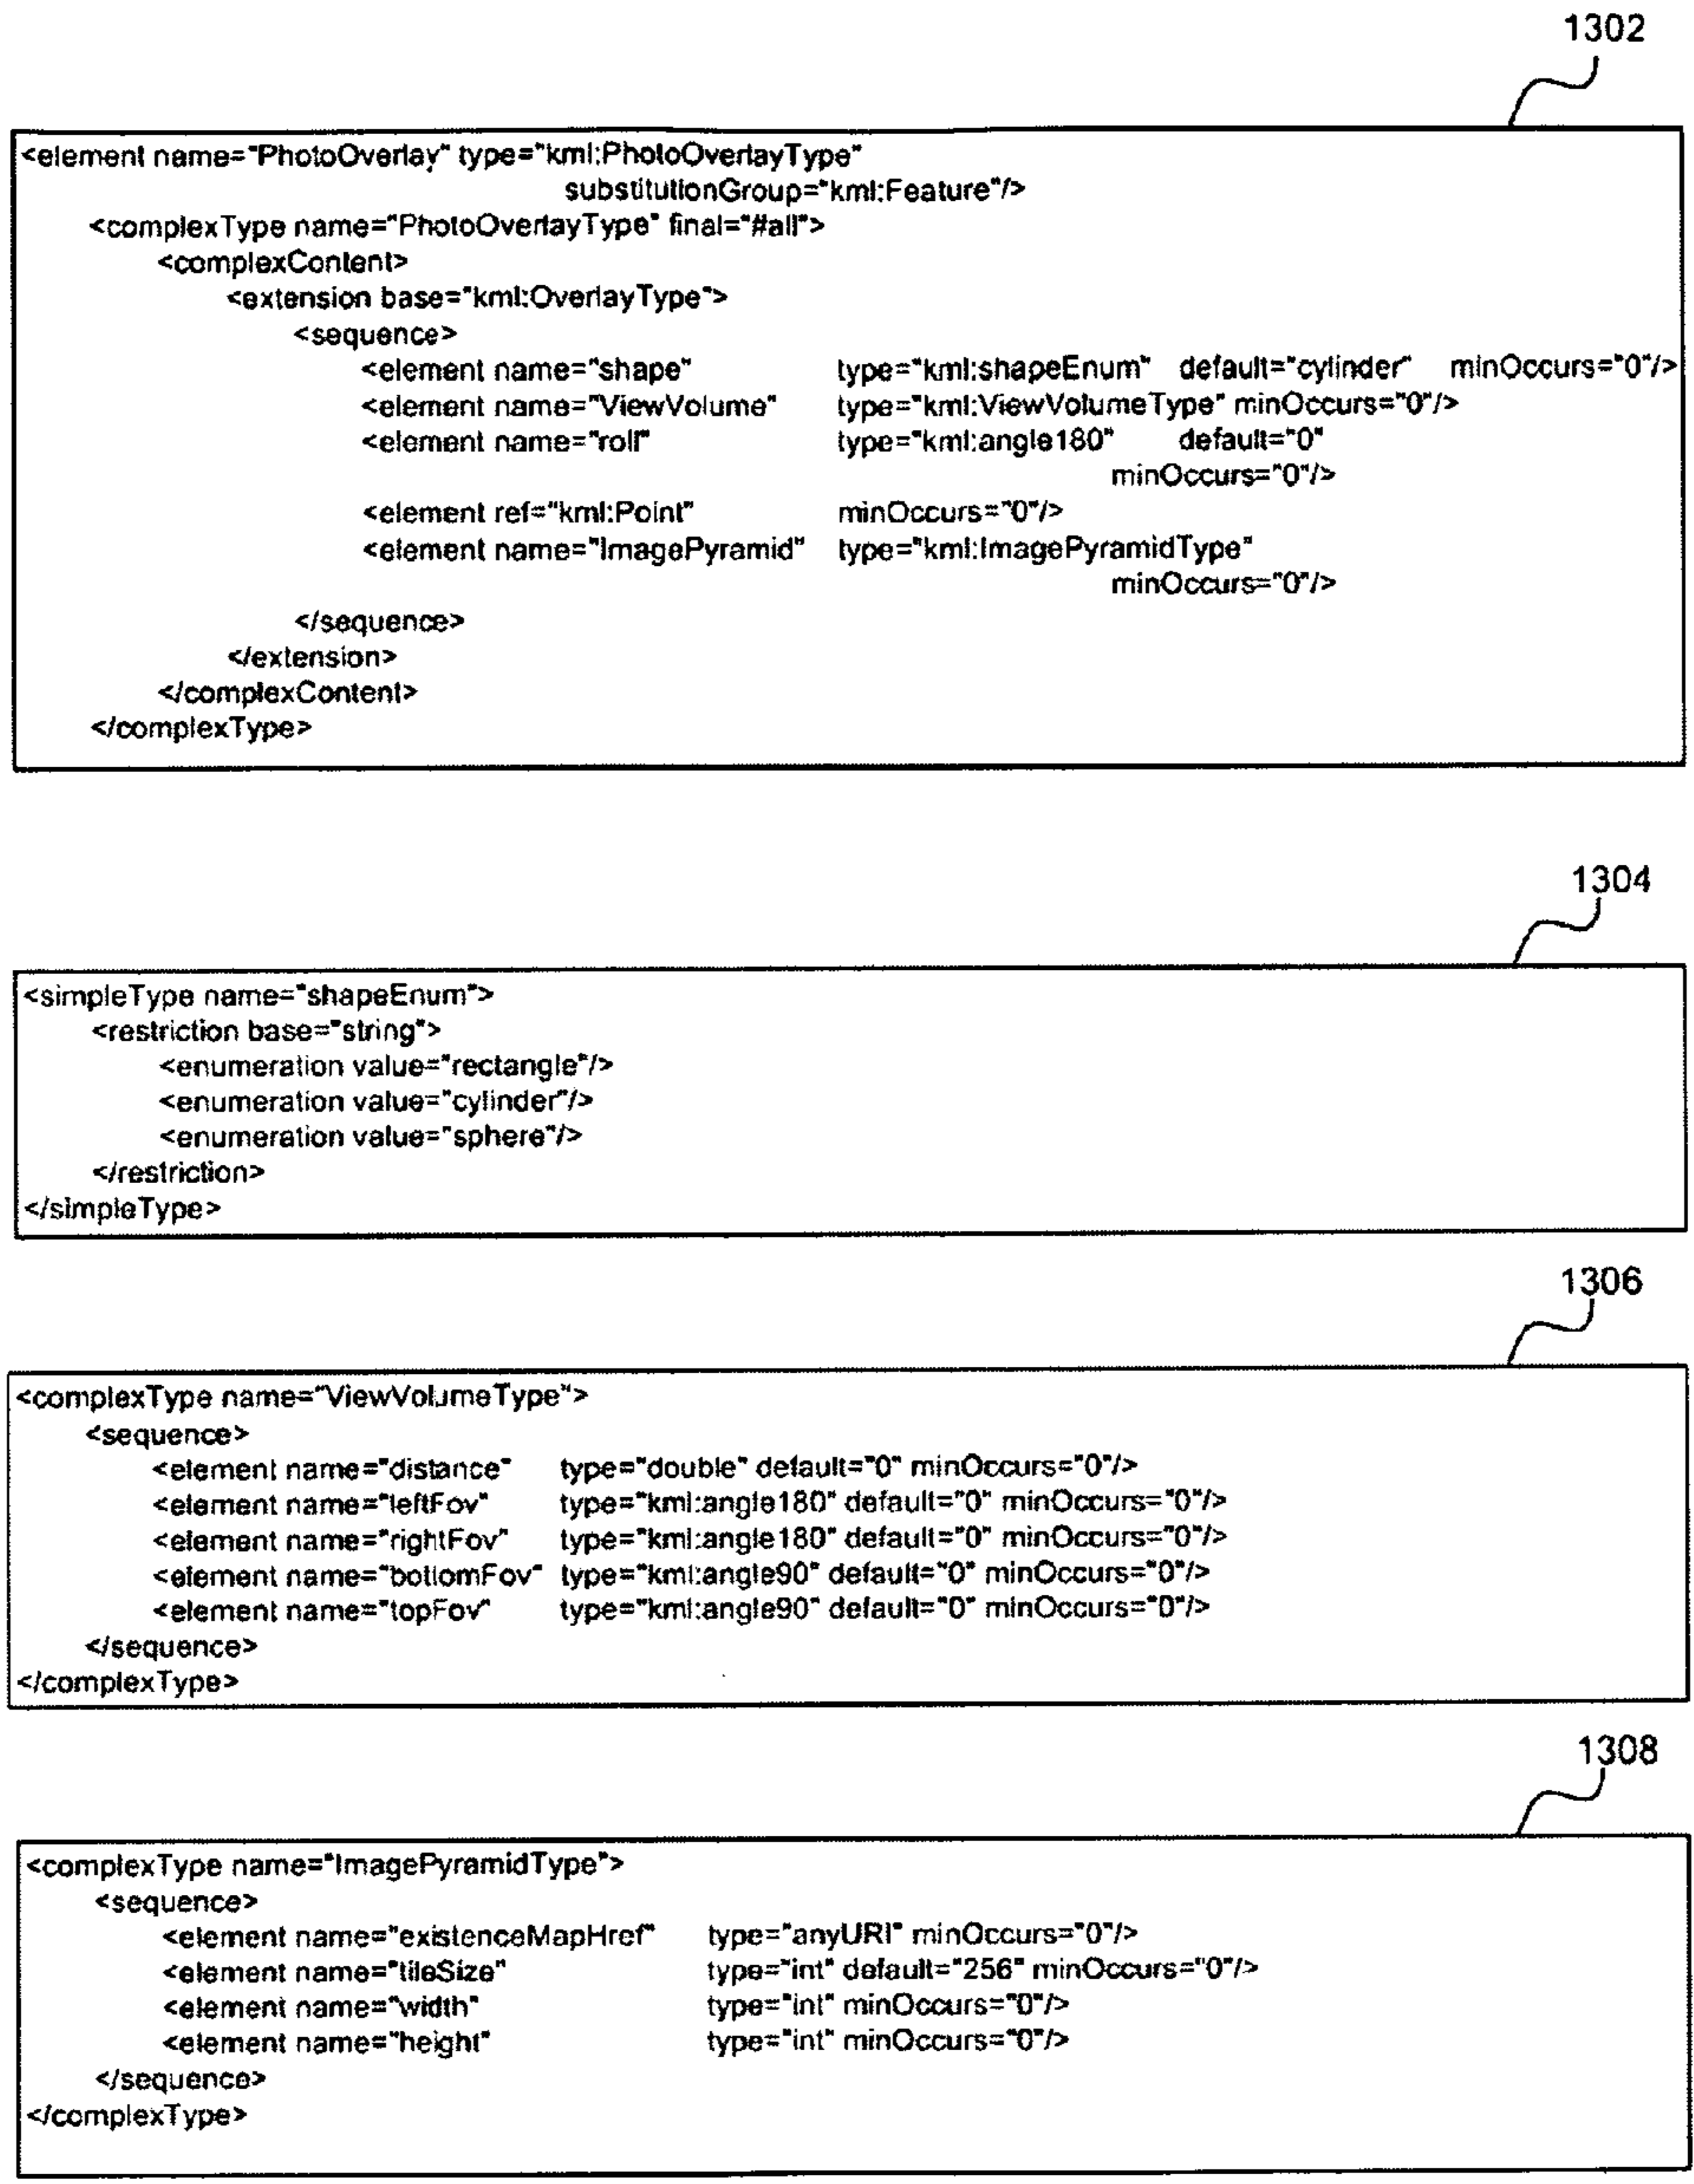 1302
<element name="PhotoOverlay" type="kml:PhotoOverlayType"
substitutionGroup="kml:Feature"/>
<complexType name="PhotoOverlayType" final="#all">
<complexContent>
<extension base="kml:OverlayType">
<sequence>
<element name="shape" type="kml:shapeEnum" default="cylinder" minOccurs="0"/>
<element name="ViewVolume" type="kml:ViewVolumeType" minOccurs="0"/>
<element name="roll" type="kml:angle180" default="0"
minOccurs="0"/>
<element ref="kml:Point" minOccurs="0"/>
<element name="ImagePyramid" type="kml:ImagePyramidType"
minOccurs="0"/>
</sequence>
</extension>
</complexContent>
</complexType>
1304
<simpleType name="shapeEnum">
<restriction base="string">
<enumeration value="rectangle"/>
<enumeration value="cylinder"/>
<enumeration value="sphere"/>
</restriction>
</simpleType>
1306
<complexType name="ViewVolumeType">
<sequence>
<element name="distance" type="double" default="0" minOccurs="0"/>
<element name="leftFov" type="kml:angle180" default="0" minOccurs="0"/>
<element name="rightFov" type="kml:angle180" default="0" minOccurs="0"/>
<element name="bottomFov" type="kml:angle90" default="0" minOccurs="0"/>
<element name="topFov" type="kml:angle90" default="0" minOccurs="0"/>
</sequence>
</complexType>
1308
<complexType name="ImagePyramidType">
<sequence>
<element name="existenceMapHref" type="anyURI" minOccurs="0"/>
<element name="tileSize" type="int" default="256" minOccurs="0"/>
<element name="width" type="int" minOccurs="0"/>
<element name="height" type="int" minOccurs="0"/>
</sequence>
</complexType>